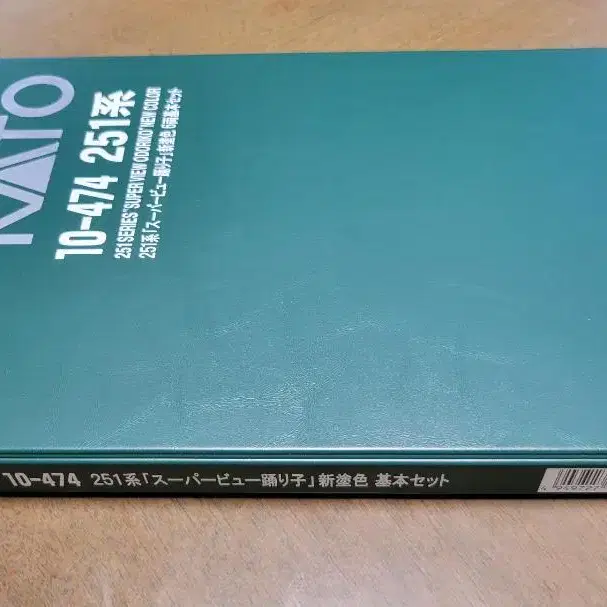 KATO
10-474 251系
251 SERIES "SUPER VIEW ODORIKO" NEW COLOR
251系「スーパービュー踊り子」新塗色 6両基本セット
10-474 251系「スーパービュー踊り子」新塗色 基本セット